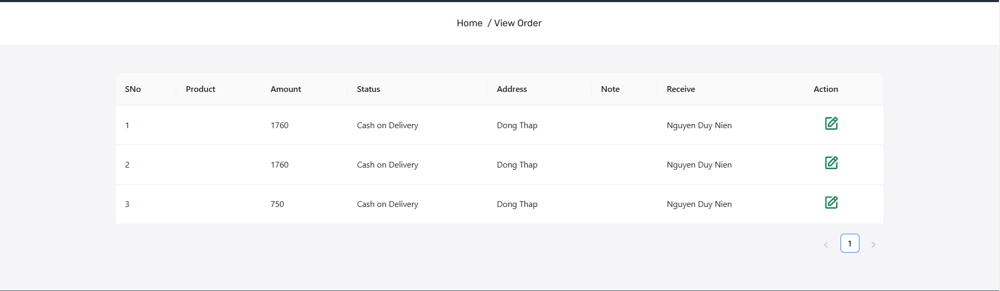 Home / View Order
SNo Product Amount Status Address Note Receive Action
1 1760 Cash on Delivery Dong Thap Nguyen Duy Nien
2 1760 Cash on Delivery Dong Thap Nguyen Duy Nien
3 750 Cash on Delivery Dong Thap Nguyen Duy Nien
1